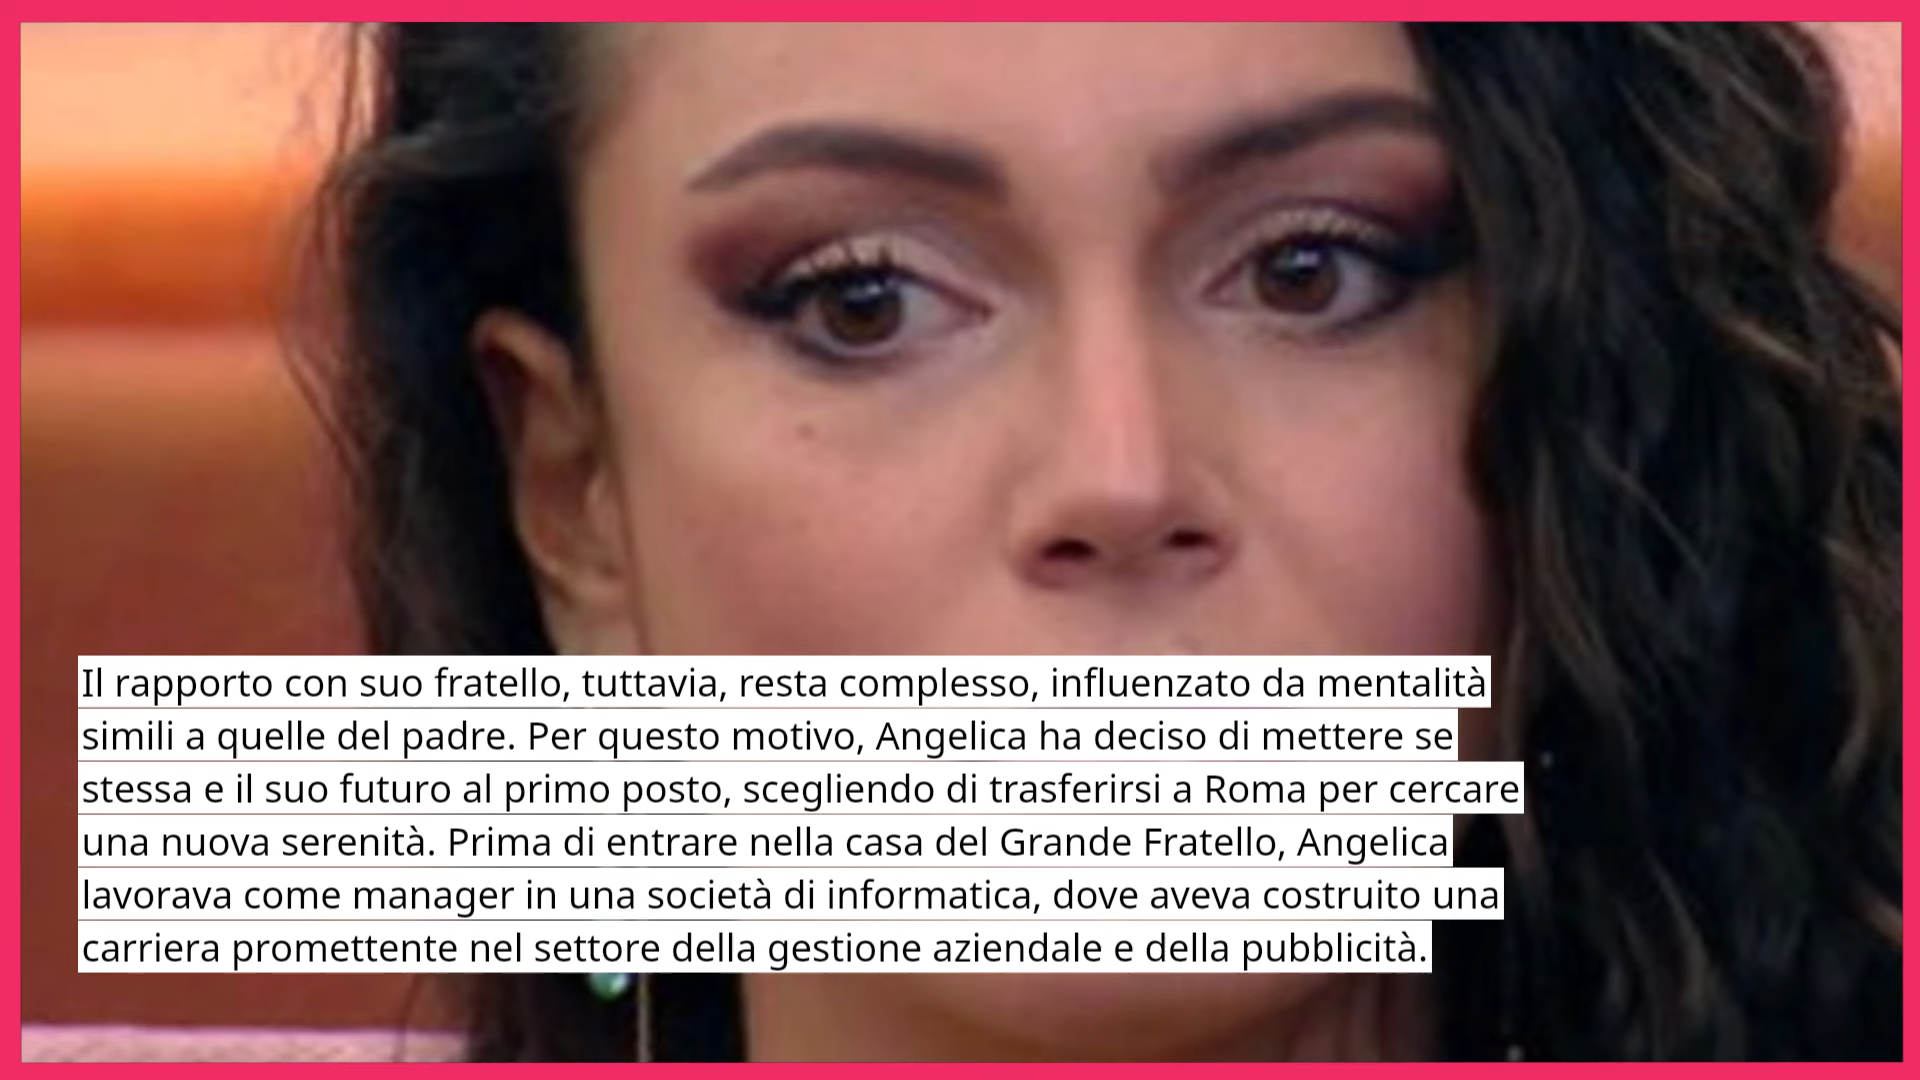 Il rapporto con suo fratello, tuttavia, resta complesso, influenzato da mentalità
simili a quelle del padre. Per questo motivo, Angelica ha deciso di mettere se
stessa e il suo futuro al primo posto, scegliendo di trasferirsi a Roma per cercare
una nuova serenità. Prima di entrare nella casa del Grande Fratello, Angelica
lavorava come manager in una società di informatica, dove aveva costruito una
carriera promettente nel settore della gestione aziendale e della pubblicità.